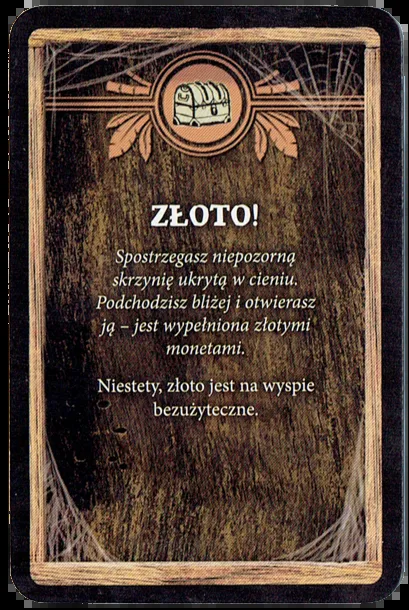 ZŁOTO!
Spostrzegasz niepozorną
skrzynię ukrytą w cieniu.
Podchodzisz bliżej i otwierasz
ją – jest wypełniona złotymi
monetami.
Niestety, złoto jest na wyspie
bezużyteczne.